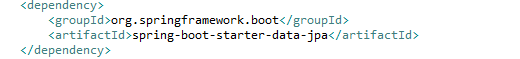 <dependency>
<groupId>org.springframework.boot</groupId>
<artifactId>spring-boot-starter-data-jpa</artifactId>
</dependency>